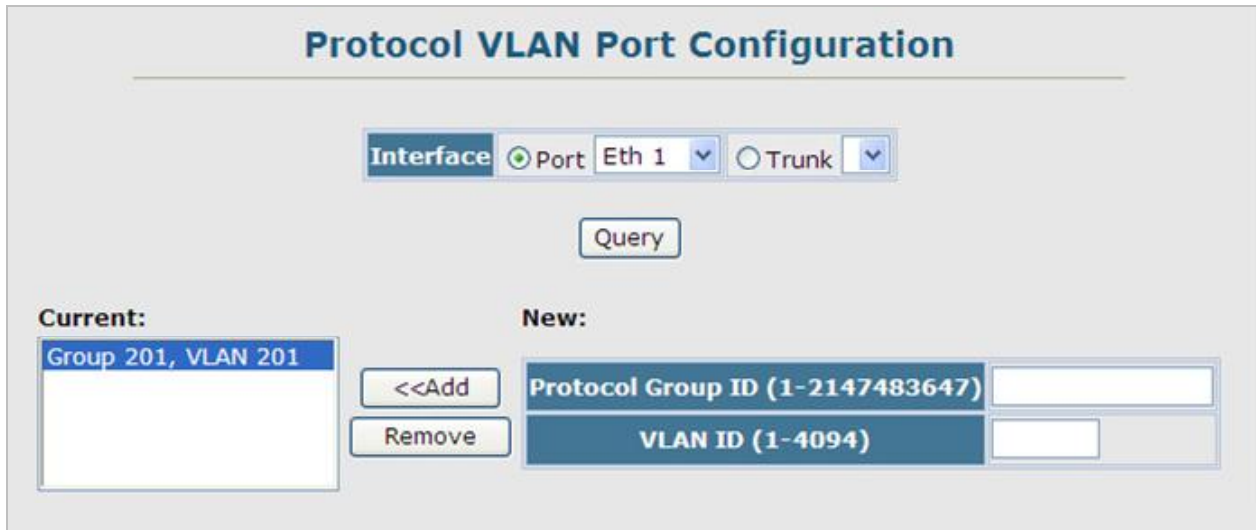 Protocol VLAN Port Configuration
Interface Port Eth 1 Trunk
Query
Current:
New:
Group 201, VLAN 201
<<Add
Protocol Group ID (1-2147483647)
Remove
VLAN ID (1-4094)